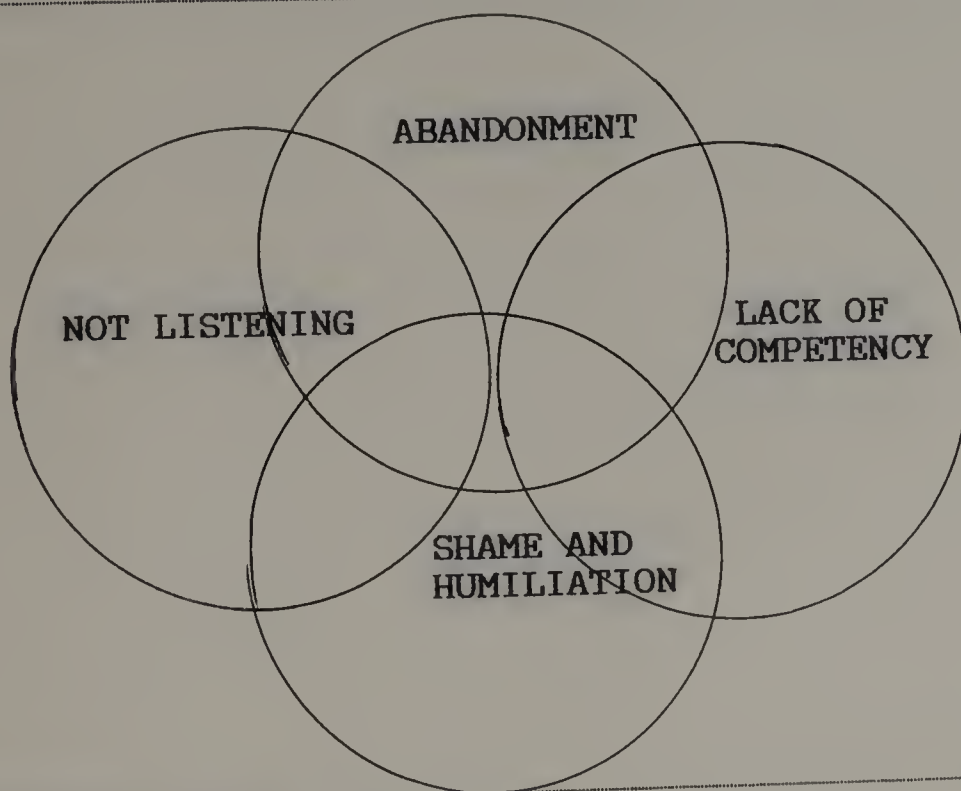 ABANDONMENT
NOT LISTENING
LACK OF
COMPETENCY
SHAME AND
HUMILIATION